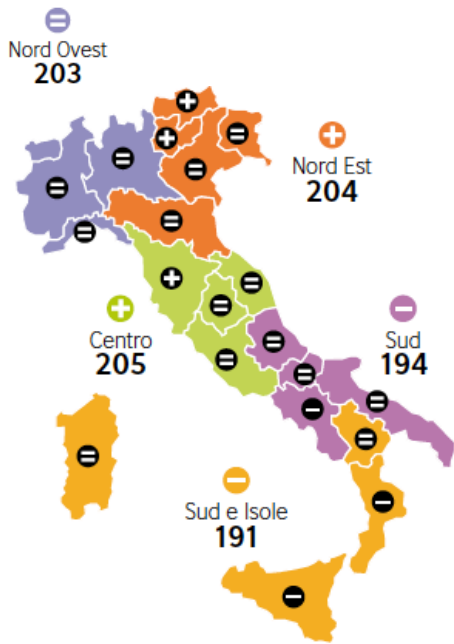 Nord Ovest
203
Nord Est
204
Centro
205
Sud
194
Sud e Isole
191